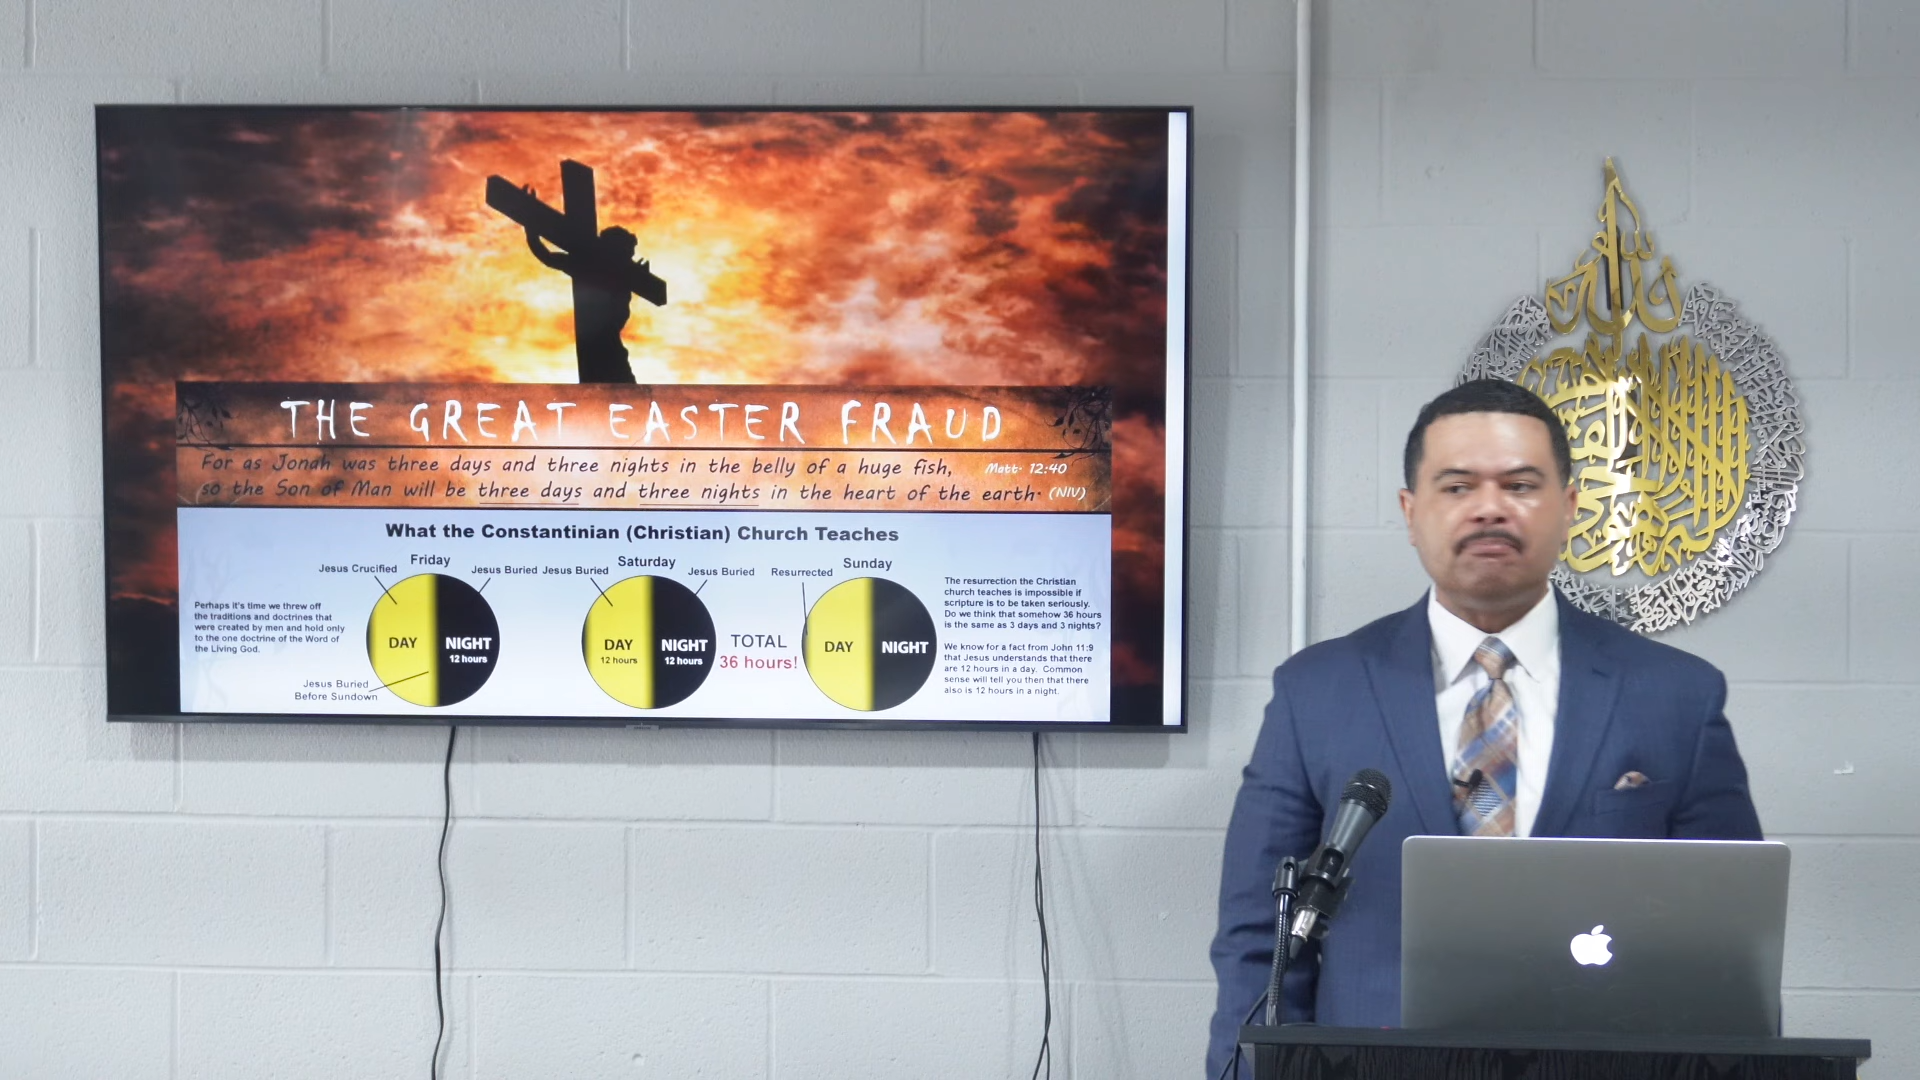 THE GREAT EASTER FRAUD
For as Jonah was three days and three nights in the belly of a huge fish, Matt. 12:40
so the Son of Man will be three days and three nights in the heart of the earth. (NIV)
What the Constantinian (Christian) Church Teaches
Friday
Jesus Crucified
Jesus Buried
DAY
NIGHT
12 hours
Jesus Buried
Before Sundown
Perhaps it's time we threw off
the traditions and doctrines that
were created by men and hold only
to the one doctrine of the Word of
the Living God.
Saturday
Jesus Buried
Jesus Buried
DAY
12 hours
NIGHT
12 hours
TOTAL
36 hours!
Sunday
Resurrected
DAY
NIGHT
The resurrection the Christian
church teaches is impossible if
scripture is to be taken seriously.
Do we think that somehow 36 hours
is the same as 3 days and 3 nights?
We know for a fact from John 11:9
that Jesus understands that there
are 12 hours in a day. Common
sense will tell you then that there
also is 12 hours in a night.